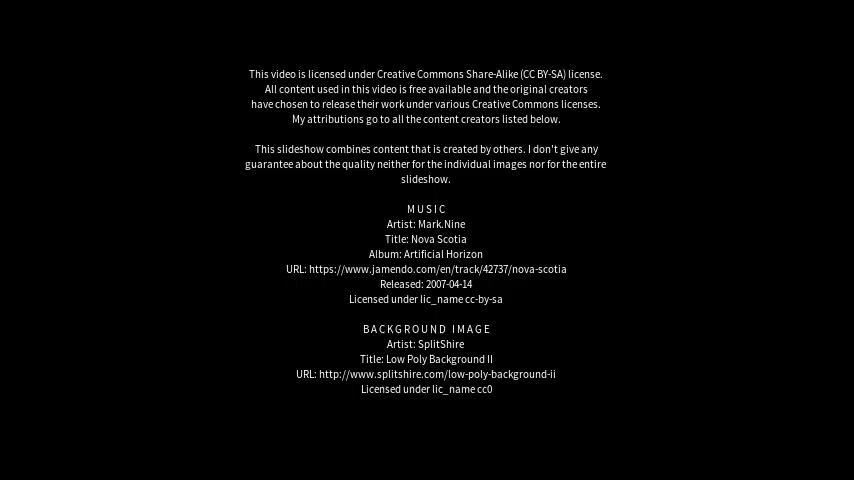 This video is licensed under Creative Commons Share-Alike (CC BY-SA) license.
All content used in this video is free available and the original creators
have chosen to release their work under various Creative Commons licenses.
My attributions go to all the content creators listed below.
This slideshow combines content that is created by others. I don't give any
guarantee about the quality neither for the individual images nor for the entire
slideshow.
MUSIC
Artist: Mark.Nine
Title: Nova Scotia
Album: Artificial Horizon
URL: https://www.jamendo.com/en/track/42737/nova-scotia
Released: 2007-04-14
Licensed under lic_name cc-by-sa
BACKGROUND IMAGE
Artist: SplitShire
Title: Low Poly Background II
URL: http://www.splitshire.com/low-poly-background-ii
Licensed under lic_name cc0